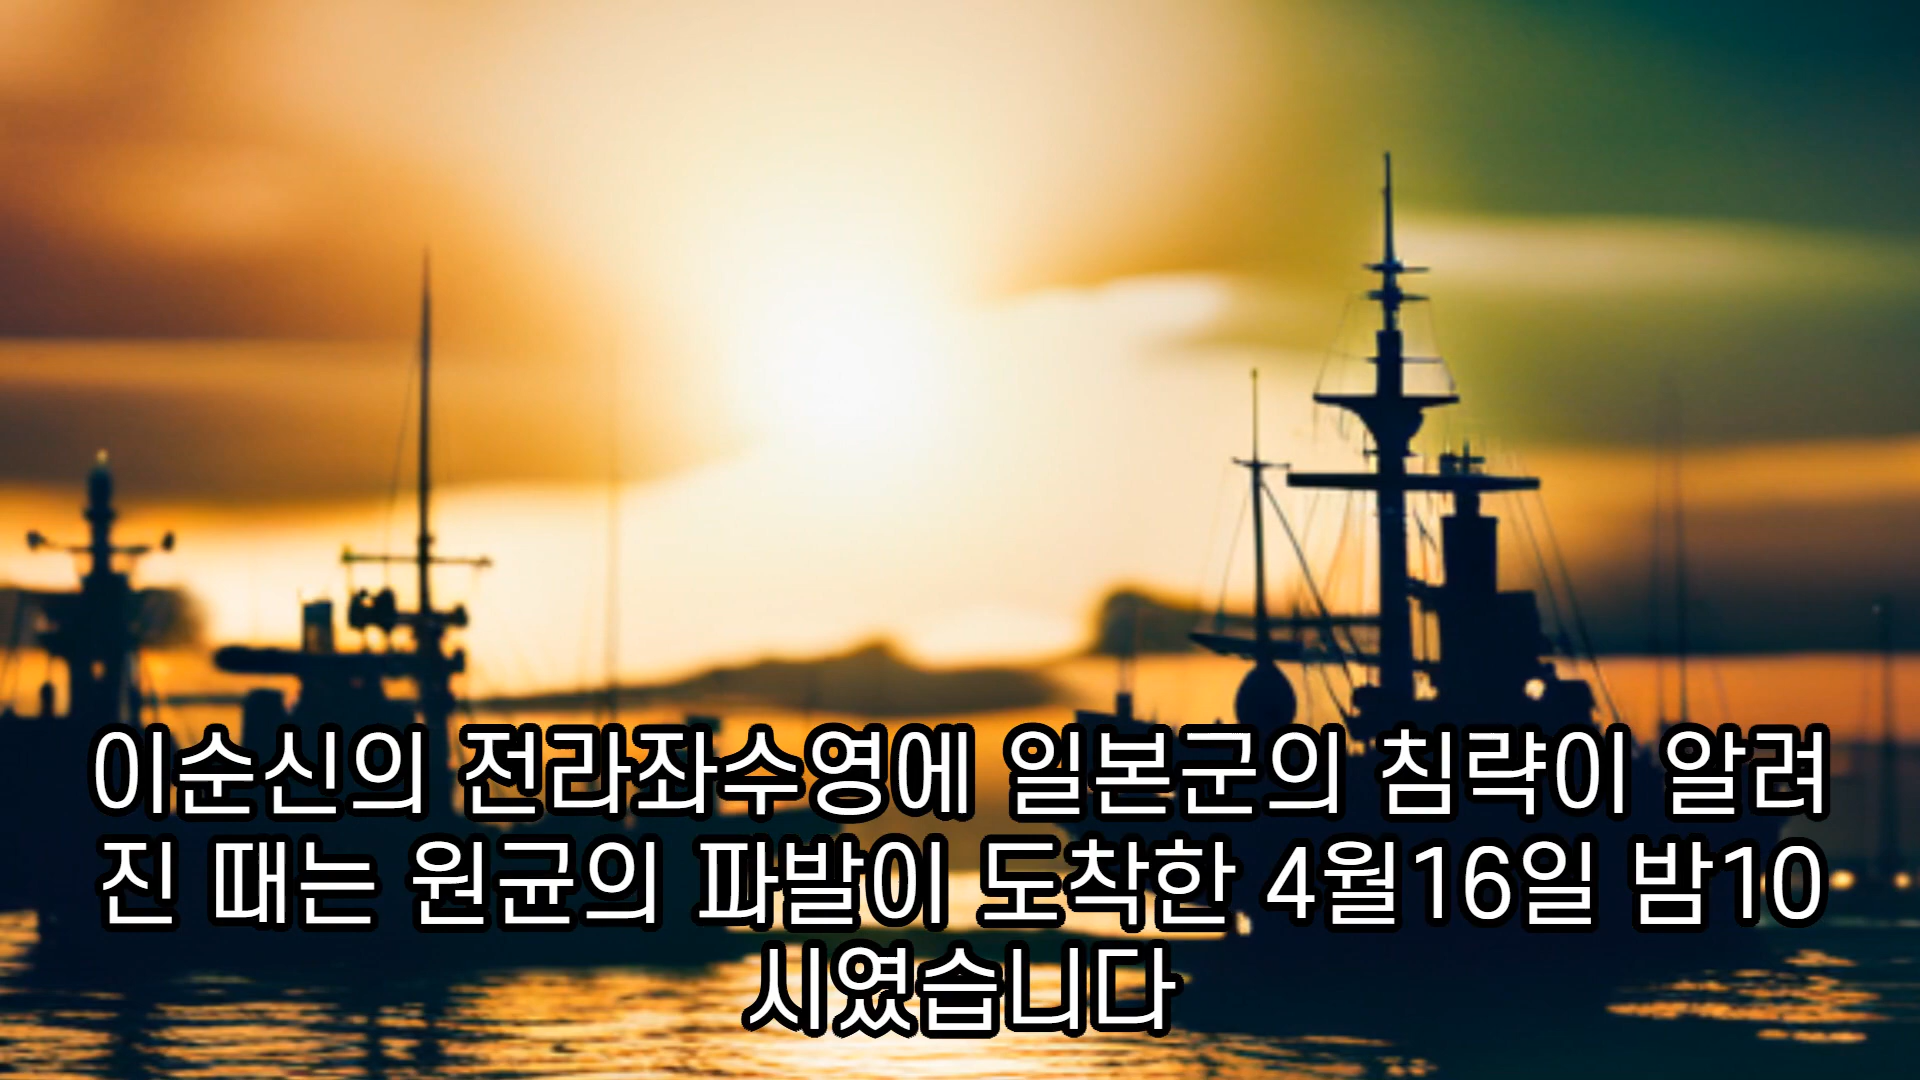 이순신의 전라좌수영에 일본군의 침략이 알려
진 때는 원균의 파발이 도착한 4월16일 밤10
시였습니다